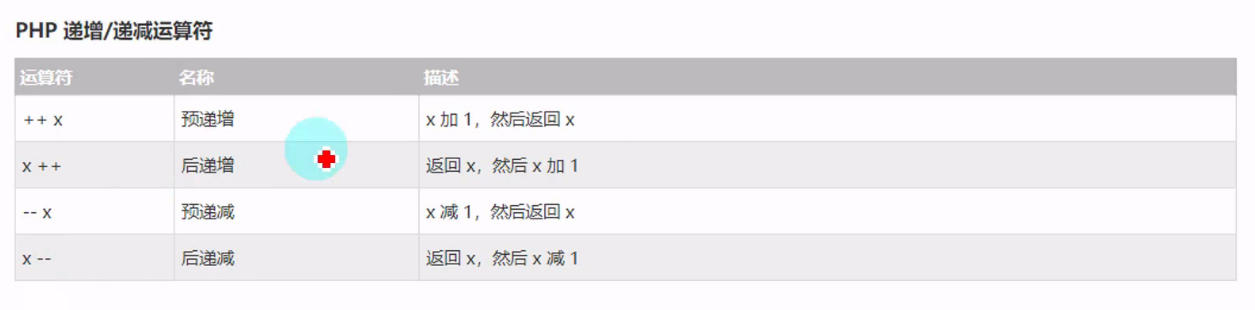 PHP 递增/递减运算符
运算符 名称 描述
++ x 预递增 x 加 1，然后返回 x
x ++ 后递增 返回 x，然后 x 加 1
-- x 预递减 x 减 1，然后返回 x
x -- 后递减 返回 x，然后 x 减 1